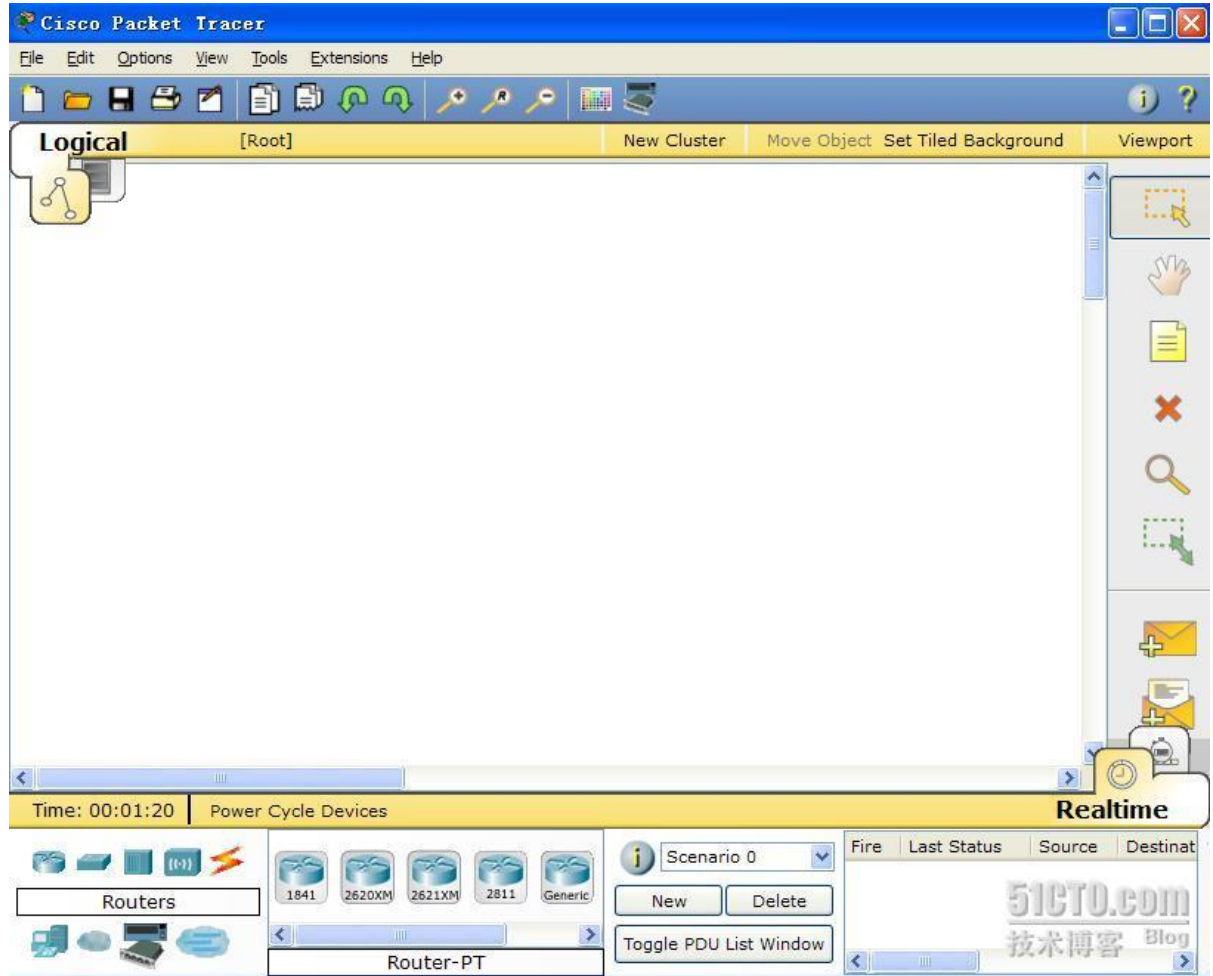 Cisco Packet Tracer
File Edit Options View Tools Extensions Help
Logical [Root] New Cluster Move Object Set Tiled Background Viewport
Time: 00:01:20 Power Cycle Devices Realtime
Routers
1841 2620XM 2621XM 2811 Generic
Router-PT
Scenario 0
New Delete
Toggle PDU List Window
Fire Last Status Source Destinat
51CTO.com
技术博客 Blog